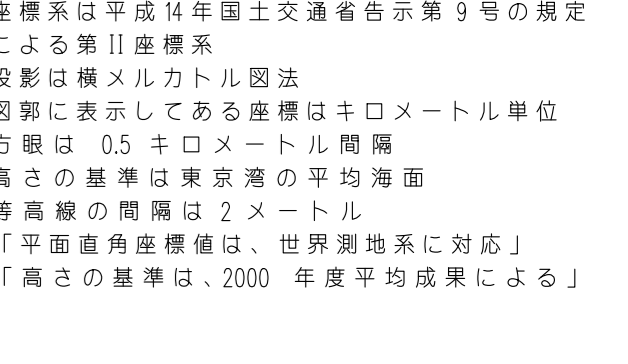 座標系は平成14年国土交通省告示第9号の規定
による第II座標系
投影は横メルカトル図法
図郭に表示してある座標はキロメートル単位
方眼は 0.5 キロメートル間隔
高さの基準は東京湾の平均海面
等高線の間隔は 2 メートル
「平面直角座標値は、世界測地系に対応」
「高さの基準は、2000 年度平均成果による」